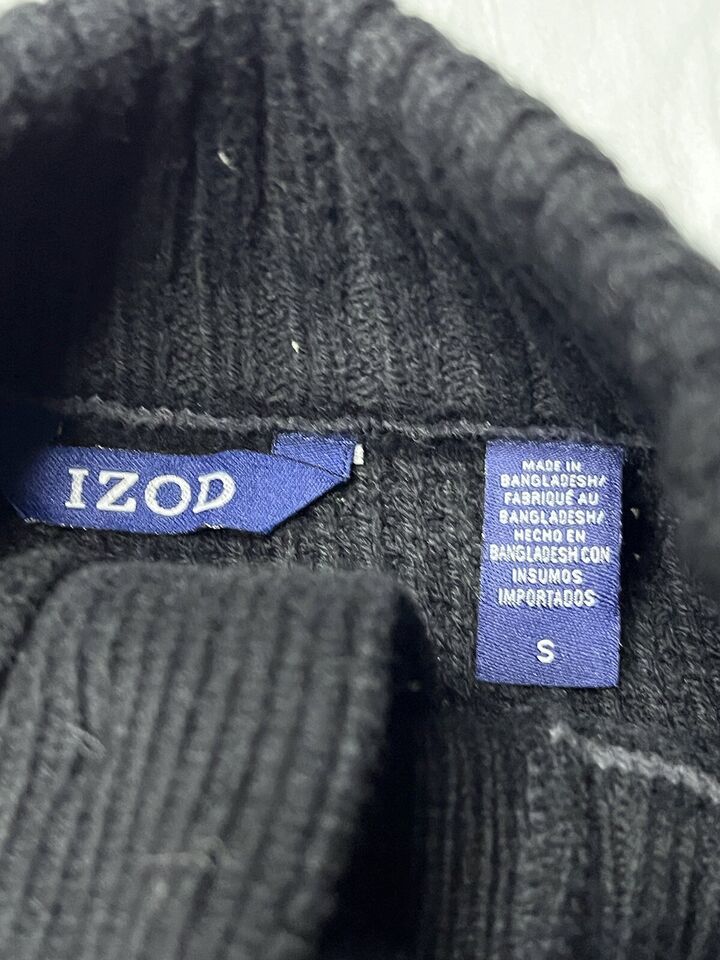 IZOD
MADE IN
BANGLADESH/
FABRIQUÉ AU
BANGLADESH/
HECHO EN
BANGLADESH CON
INSUMOS
IMPORTADOS
S